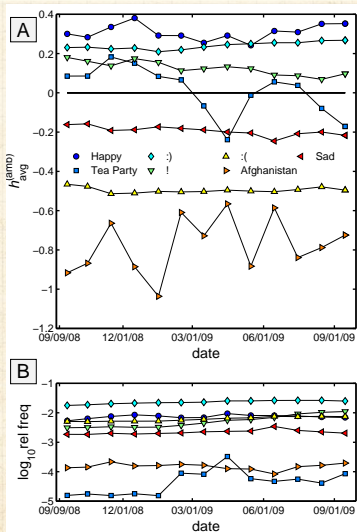 A
0.4
0.2
0
−0.2
−0.4
−0.6
−0.8
−1
−1.2
h avg (amb)
Happy :) :( Sad
Tea Party ! Afghanistan
09/09/08 12/01/08 03/01/09 06/01/09 09/01/09
date
B
0
−1
−2
−3
−4
−5
log10 rel freq
09/09/08 12/01/08 03/01/09 06/01/09 09/01/09
date